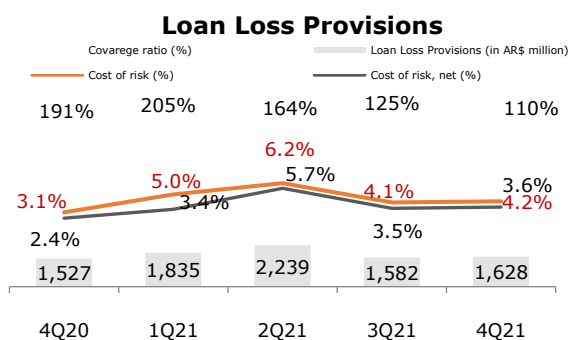 Loan Loss Provisions
Covarege ratio (%) Loan Loss Provisions (in AR$ million)
Cost of risk (%) Cost of risk, net (%)
191% 205% 164% 125% 110%
3.1% 5.0% 6.2% 4.1% 4.2%
2.4% 3.4% 5.7% 3.5% 3.6%
1,527 1,835 2,239 1,582 1,628
4Q20 1Q21 2Q21 3Q21 4Q21